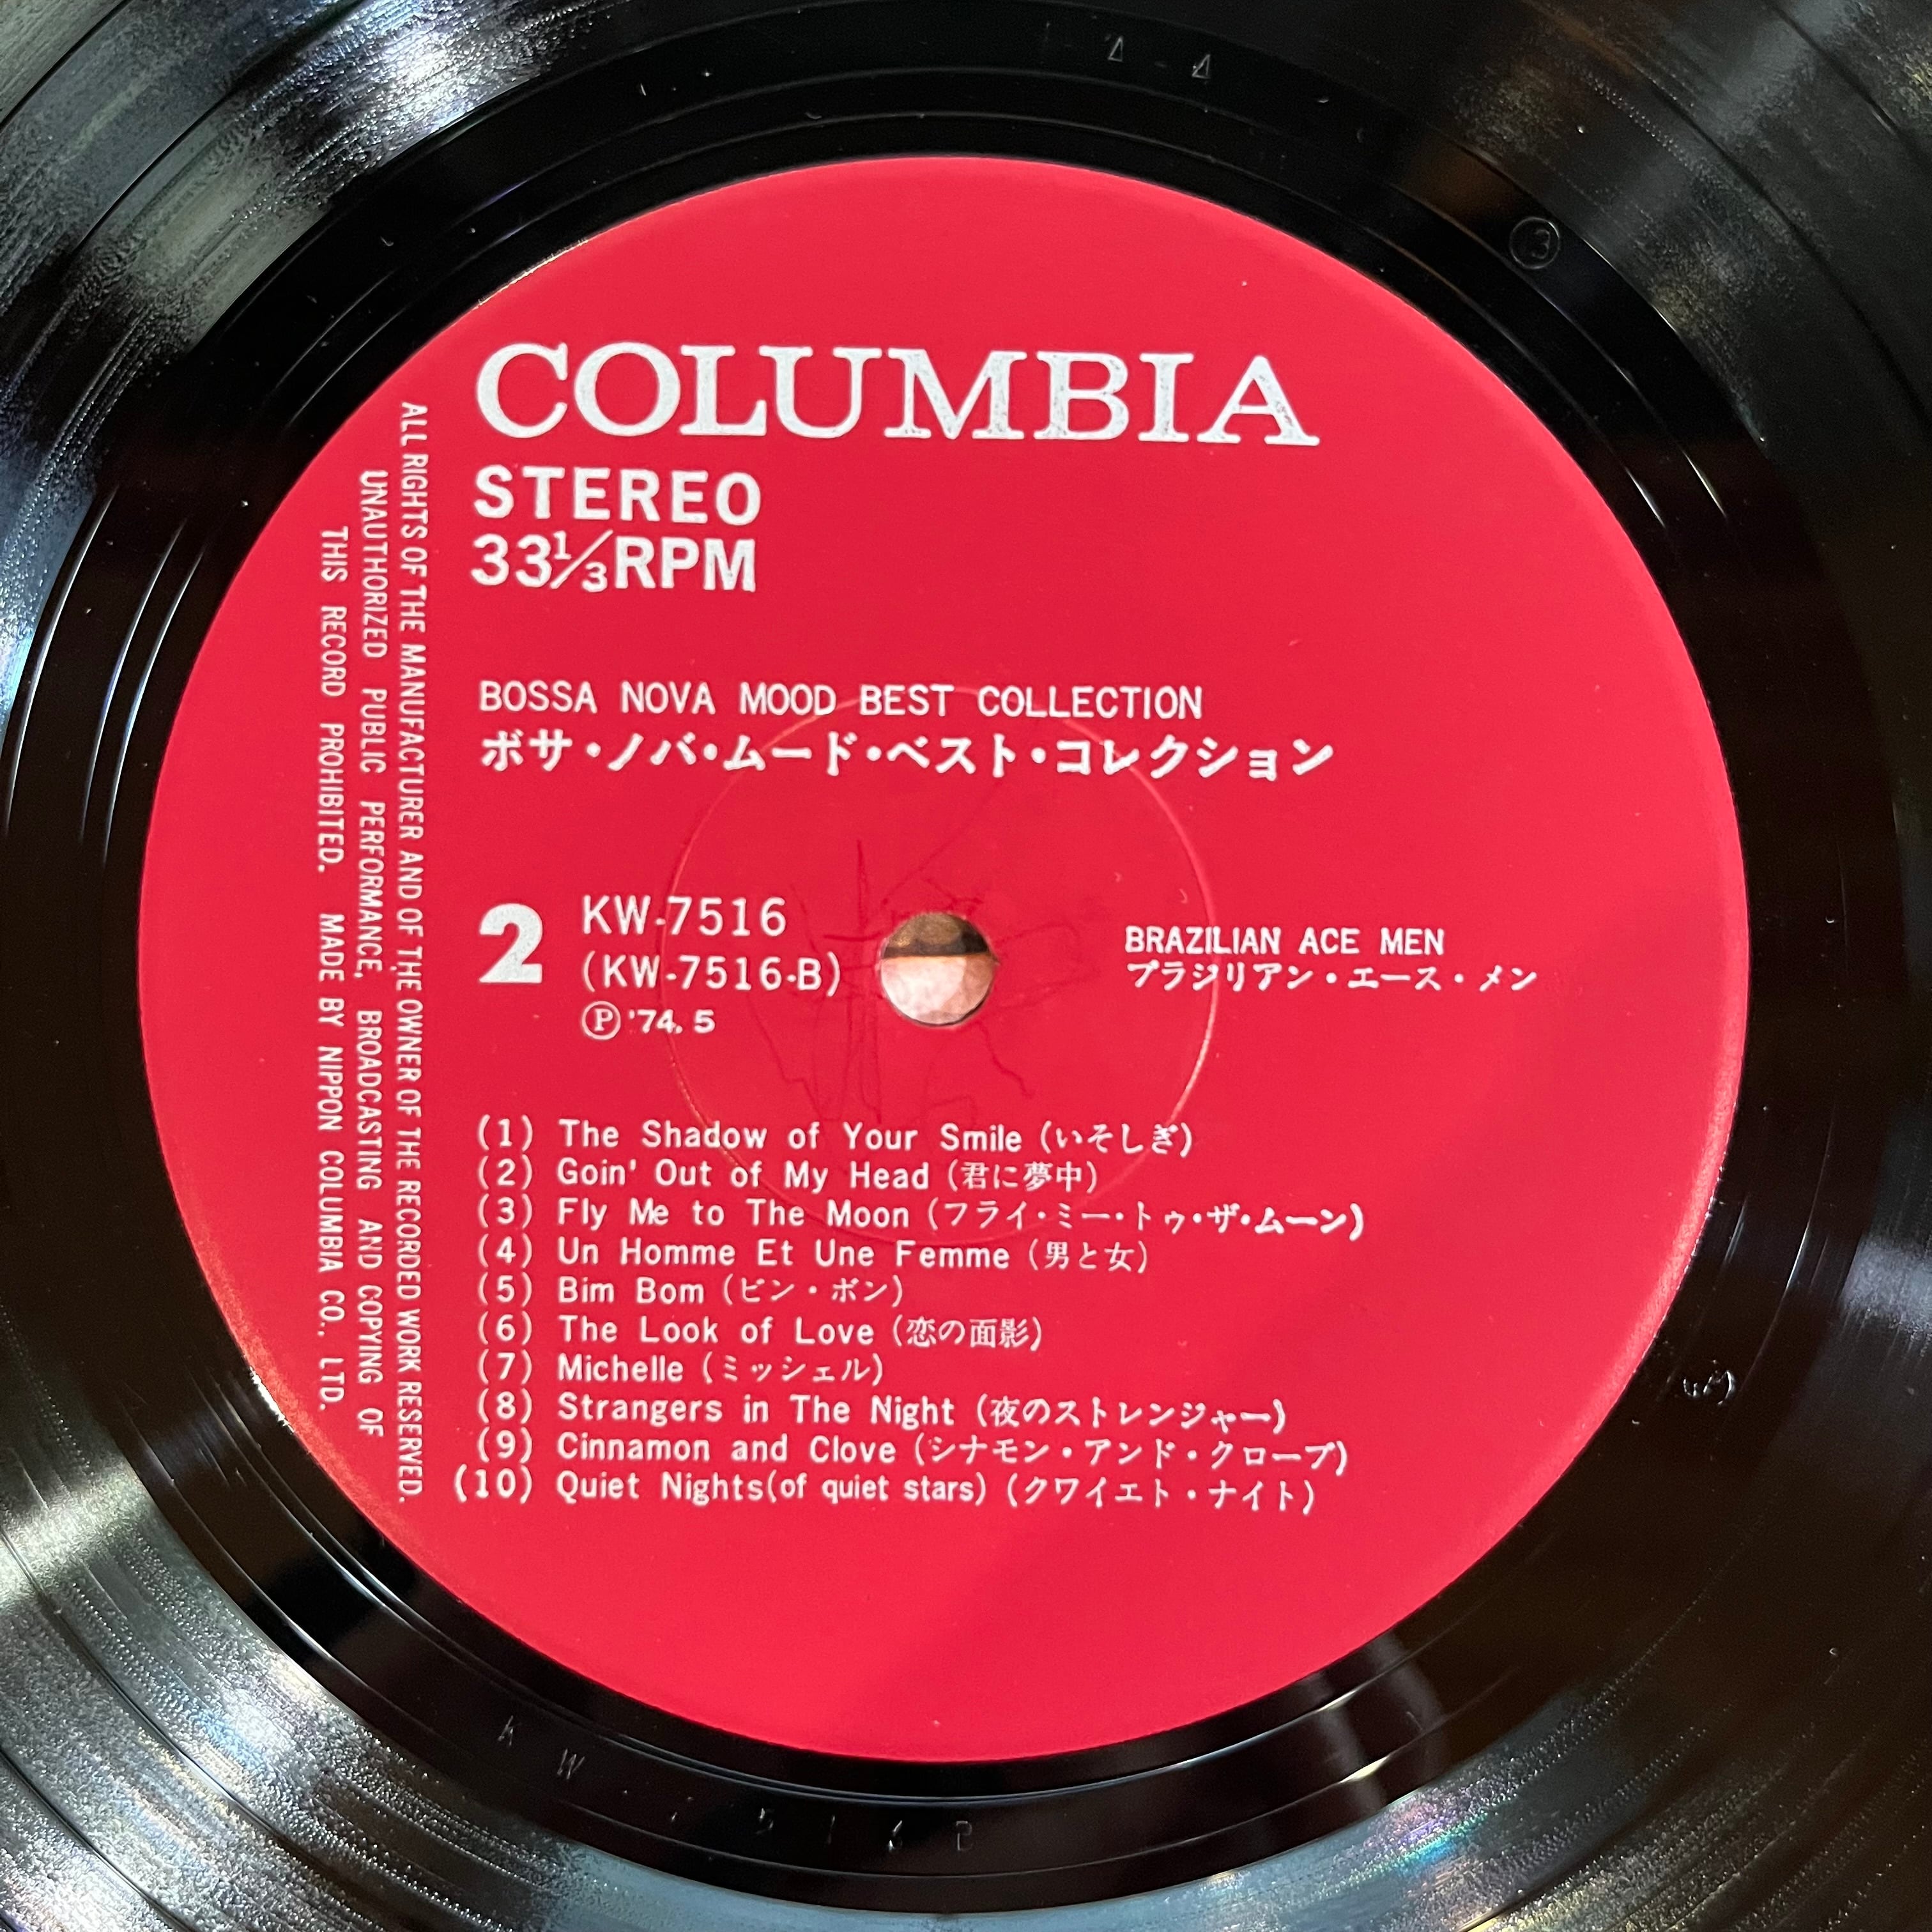 COLUMBIA
STEREO
33⅓RPM
BOSSA NOVA MOOD BEST COLLECTION
ボサ・ノバ・ムード・ベスト・コレクション
2
KW-7516
(KW-7516-B)
Ⓟ '74. 5
BRAZILIAN ACE MEN
ブラジリアン・エース・メン
(1) The Shadow of Your Smile (いそしぎ)
(2) Goin' Out of My Head (君に夢中)
(3) Fly Me to The Moon (フライ・ミー・トゥ・ザ・ムーン)
(4) Un Homme Et Une Femme (男と女)
(5) Bim Bom (ビン・ボン)
(6) The Look of Love (恋の面影)
(7) Michelle (ミッシェル)
(8) Strangers in The Night (夜のストレンジャー)
(9) Cinnamon and Clove (シナモン・アンド・クローブ)
(10) Quiet Nights(of quiet stars) (クワイエト・ナイト)
ALL RIGHTS OF THE MANUFACTURER AND OF THE OWNER OF THE RECORDED WORK RESERVED.
UNAUTHORIZED PUBLIC PERFORMANCE, BROADCASTING AND COPYING OF
THIS RECORD PROHIBITED. MADE BY NIPPON COLUMBIA CO., LTD.
③